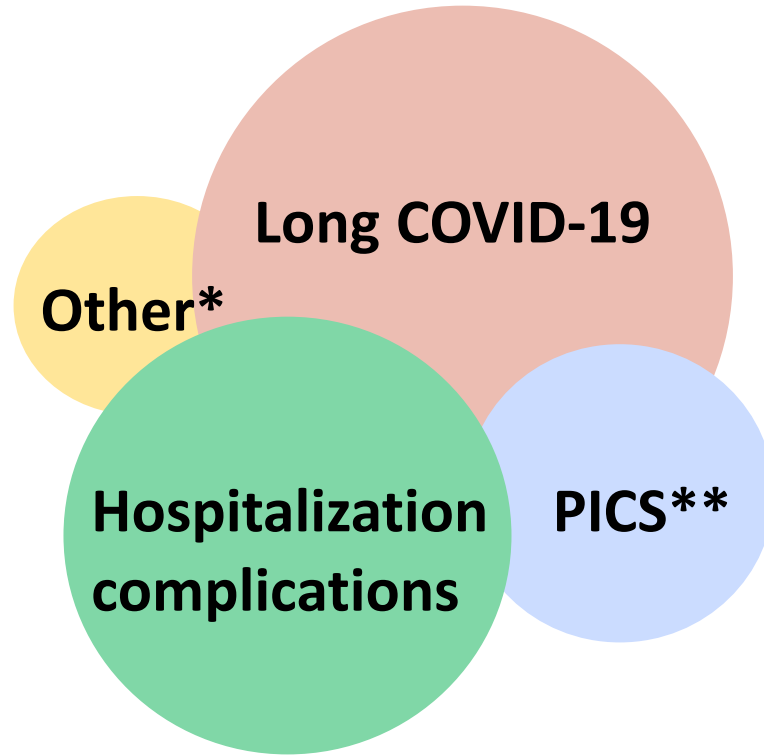 Long COVID-19
Other*
Hospitalization
complications
PICS**